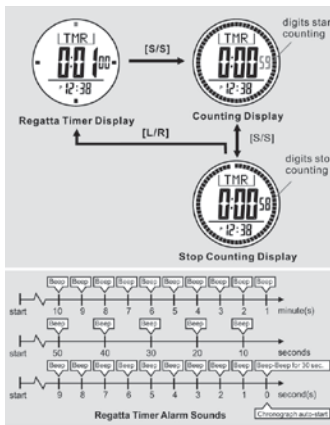 TMR
0:01 00
P 12:38
Regatta Timer Display
[S/S]
digits start
counting
TMR
0:00 59
P 12:38
Counting Display
[L/R]
[S/S]
digits stop
counting
TMR
0:00 58
P 12:38
Stop Counting Display
Beep Beep Beep Beep Beep Beep Beep Beep Beep Beep
start 10 9 8 7 6 5 4 3 2 1 minute(s)
Beep Beep Beep Beep Beep
start 50 40 30 20 10 seconds
Beep Beep Beep Beep Beep Beep Beep Beep Beep Beep-Beep for 30 sec.
start 9 8 7 6 5 4 3 2 1 0 second(s)
Regatta Timer Alarm Sounds
Chronograph auto-start